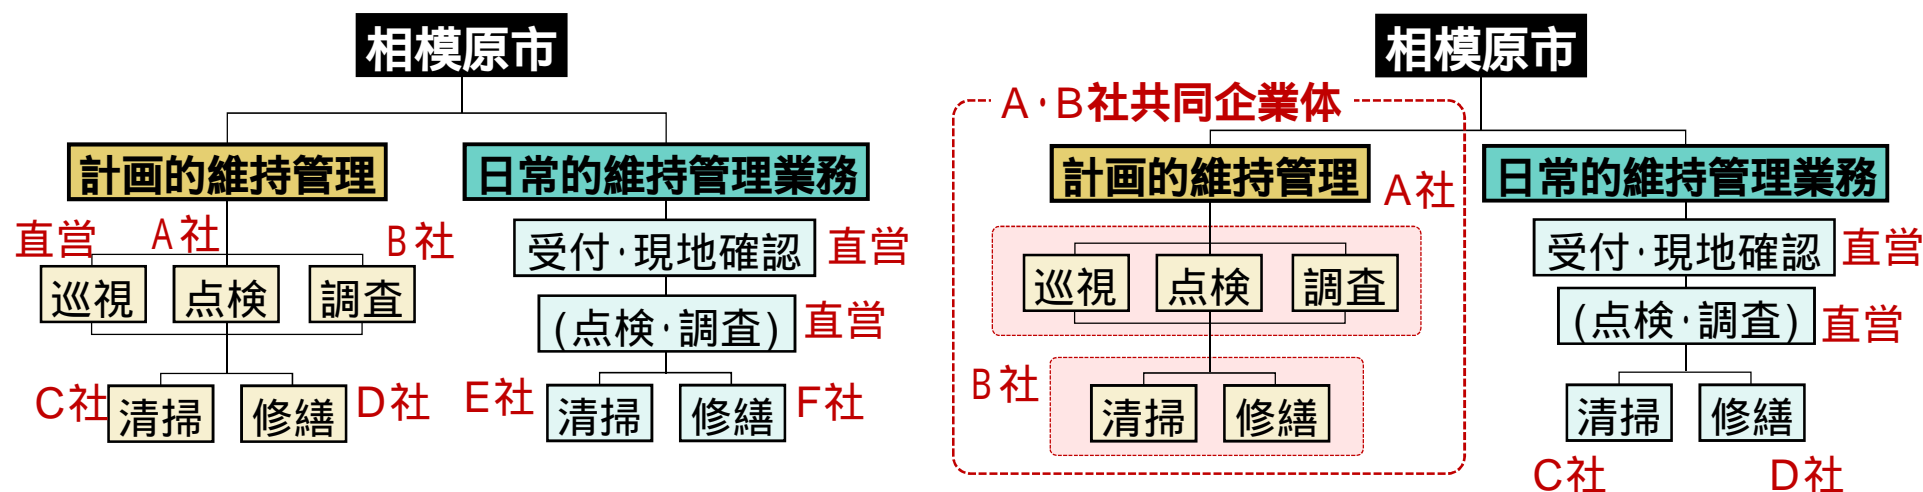 相模原市
計画的維持管理
日常的維持管理業務
直営
A社
B社
巡視
点検
調査
受付・現地確認
直営
(点検・調査)
直営
C社
清掃
修繕
D社
E社
清掃
修繕
F社
相模原市
A・B社共同企業体
計画的維持管理
A社
日常的維持管理業務
巡視
点検
調査
受付・現地確認
直営
(点検・調査)
直営
B社
清掃
修繕
清掃
修繕
C社
D社